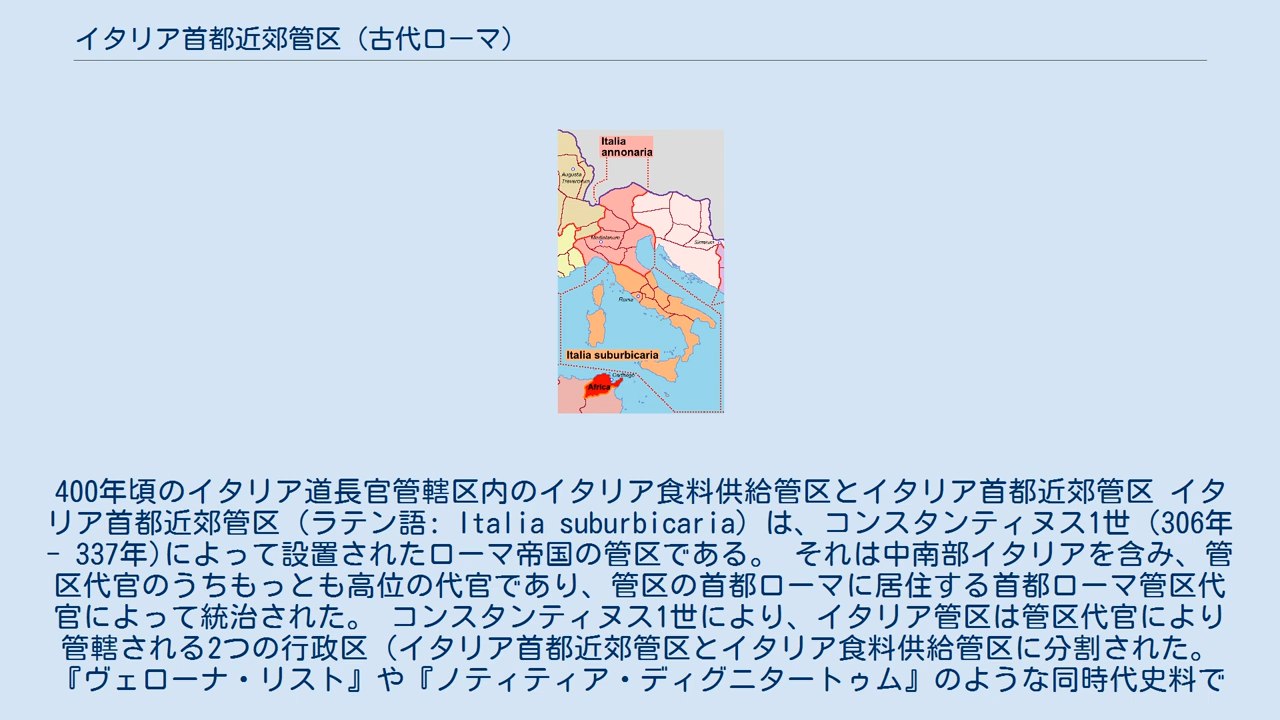 イタリア首都近郊管区（古代ローマ）
Italia
annonaria
Augusta
Treverorum
Mediolanum
Sirmium
Roma
Italia suburbicaria
Carthago
Africa
400年頃のイタリア道長官管轄区内のイタリア食料供給管区とイタリア首都近郊管区 イタ
リア首都近郊管区（ラテン語: Italia suburbicaria）は、コンスタンティヌス1世（306年
- 337年)によって設置されたローマ帝国の管区である。 それは中南部イタリアを含み、管
区代官のうちもっとも高位の代官であり、管区の首都ローマに居住する首都ローマ管区代
官によって統治された。 コンスタンティヌス1世により、イタリア管区は管区代官により
管轄される2つの行政区（イタリア首都近郊管区とイタリア食料供給管区に分割された。
『ヴェローナ・リスト』や『ノティティア・ディグニタートゥム』のような同時代史料で